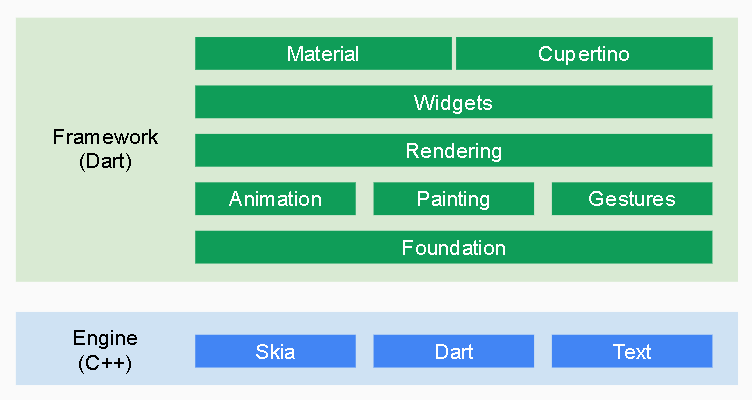 Material
Cupertino
Widgets
Framework
(Dart)
Rendering
Animation
Painting
Gestures
Foundation
Engine
(C++)
Skia
Dart
Text